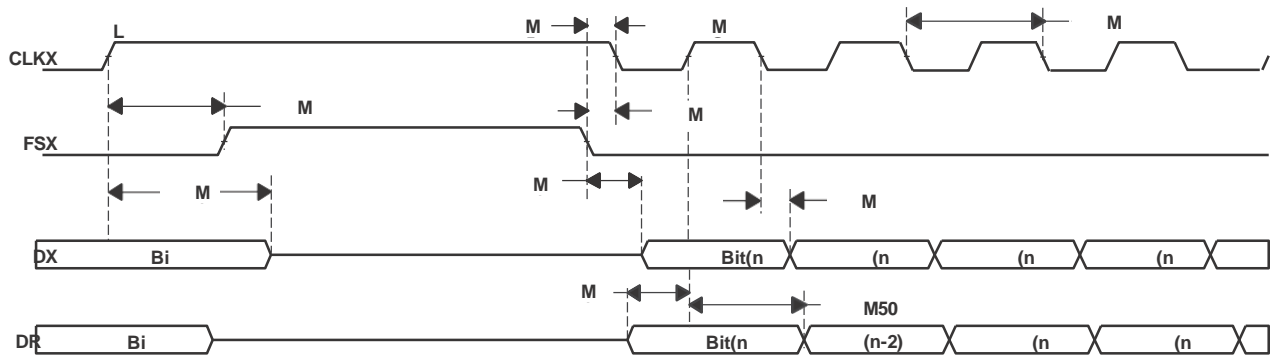 L M M M
CLKX
M M
FSX
M M M
DX Bi Bit(n (n (n (n
M M50
DR Bi Bit(n (n-2) (n (n